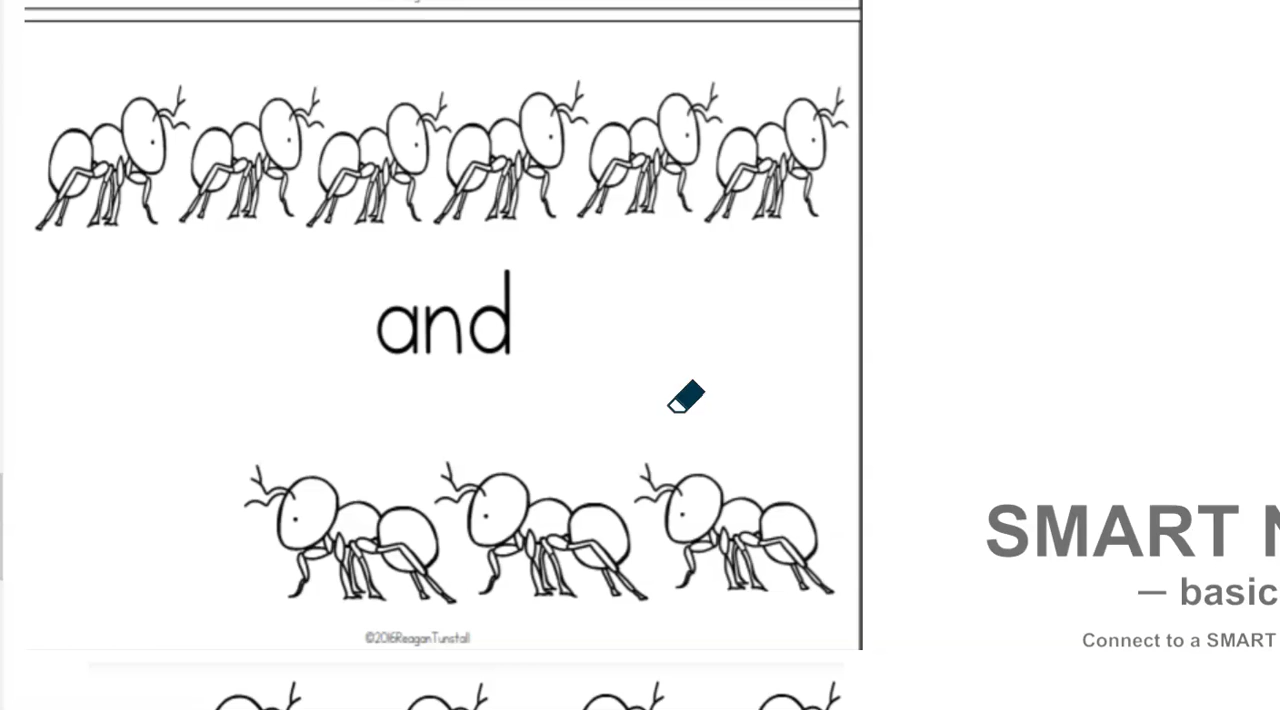 and
©2016ReaganTunstall
SMART N
— basic
Connect to a SMART